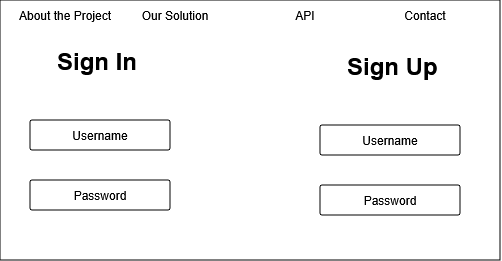 About the Project
Our Solution
API
Contact
Sign In
Sign Up
Username
Username
Password
Password